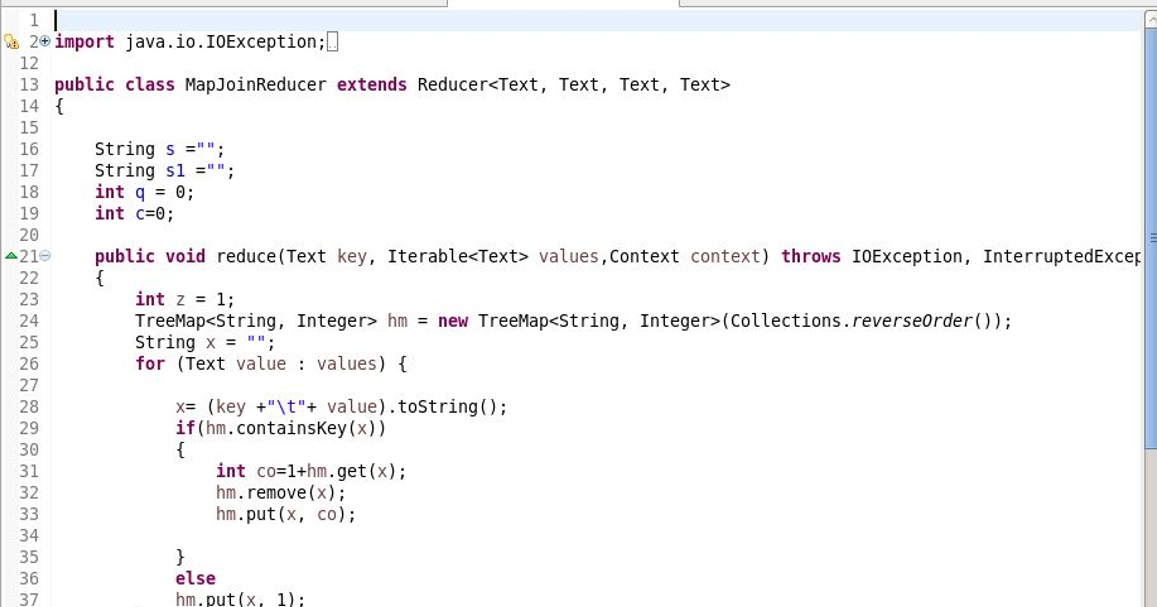 1
2 import java.io.IOException;
12
13 public class MapJoinReducer extends Reducer<Text, Text, Text, Text>
14 {
15
16     String s ="";
17     String s1 ="";
18     int q = 0;
19     int c=0;
20
21     public void reduce(Text key, Iterable<Text> values,Context context) throws IOException, InterruptedExcep
22     {
23         int z = 1;
24         TreeMap<String, Integer> hm = new TreeMap<String, Integer>(Collections.reverseOrder());
25         String x = "";
26         for (Text value : values) {
27
28             x= (key +"\t"+ value).toString();
29             if(hm.containsKey(x))
30             {
31                 int co=1+hm.get(x);
32                 hm.remove(x);
33                 hm.put(x, co);
34
35             }
36             else
37             hm.put(x, 1);